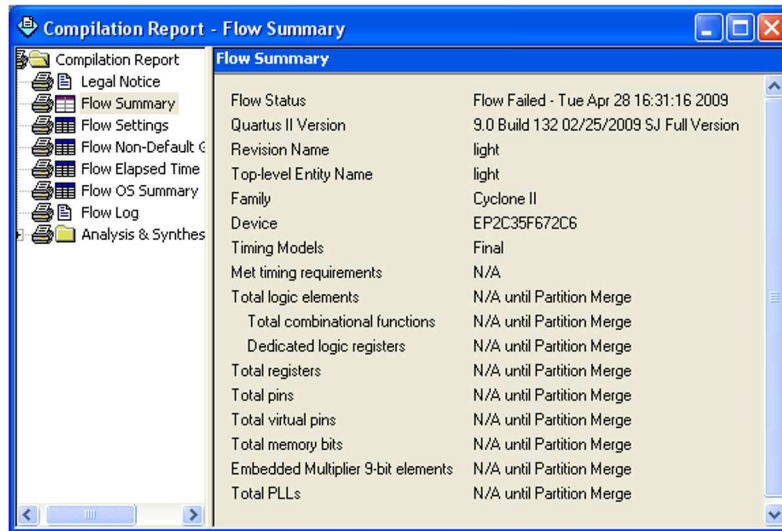 Compilation Report - Flow Summary
Compilation Report
Legal Notice
Flow Summary
Flow Settings
Flow Non-Default G
Flow Elapsed Time
Flow OS Summary
Flow Log
Analysis & Synthes
Flow Summary
Flow Status Flow Failed - Tue Apr 28 16:31:16 2009
Quartus II Version 9.0 Build 132 02/25/2009 SJ Full Version
Revision Name light
Top-level Entity Name light
Family Cyclone II
Device EP2C35F672C6
Timing Models Final
Met timing requirements N/A
Total logic elements N/A until Partition Merge
Total combinational functions N/A until Partition Merge
Dedicated logic registers N/A until Partition Merge
Total registers N/A until Partition Merge
Total pins N/A until Partition Merge
Total virtual pins N/A until Partition Merge
Total memory bits N/A until Partition Merge
Embedded Multiplier 9-bit elements N/A until Partition Merge
Total PLLs N/A until Partition Merge